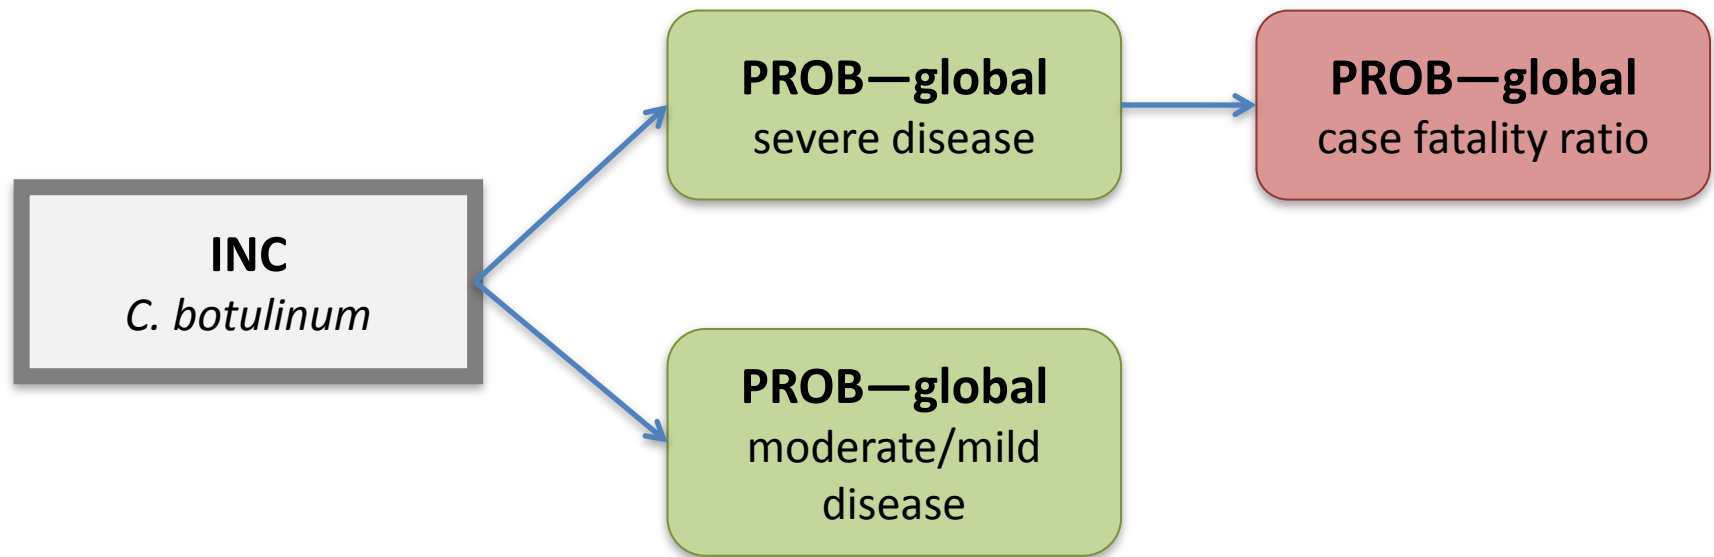 PROB—global
severe disease
PROB—global
case fatality ratio
INC
C. botulinum
PROB—global
moderate/mild
disease